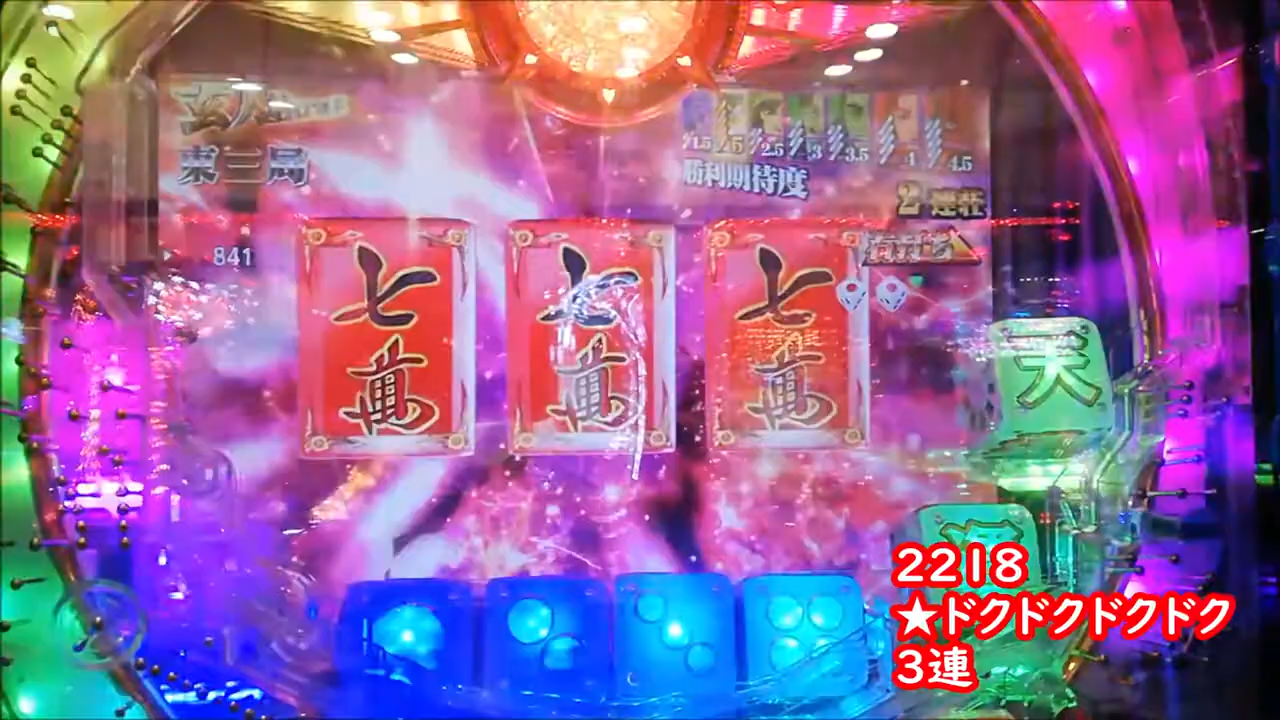 東三局
841
勝利期待度
2連荘
七萬
七萬
七萬
天
2218
★ドクドクドクドク
3連